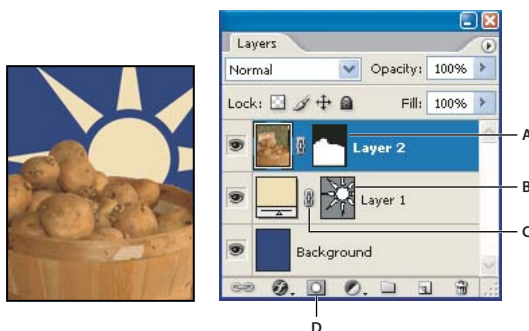 Layers
Normal Opacity: 100%
Lock: Fill: 100%
Layer 2
A
B
Layer 1
C
Background
D